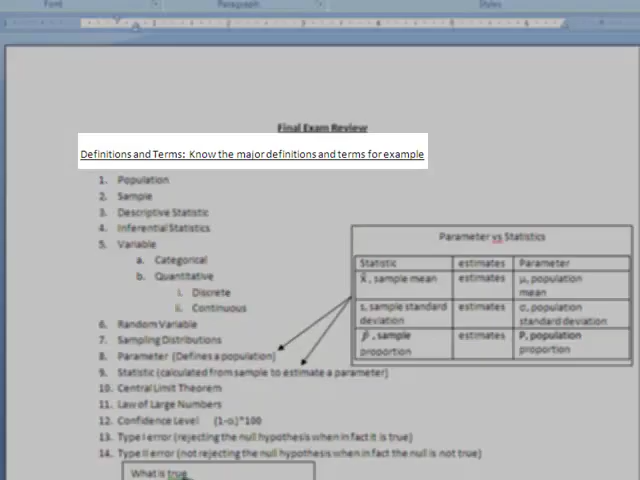 Font Paragraph Styles
Final Exam Review
Definitions and Terms: Know the major definitions and terms for example
1. Population
2. Sample
3. Descriptive Statistic
4. Inferential Statistics
5. Variable
a. Categorical
b. Quantitative
i. Discrete
ii. Continuous
6. Random Variable
7. Sampling Distributions
8. Parameter (Defines a population)
9. Statistic (calculated from sample to estimate a parameter)
10. Central Limit Theorem
11. Law of Large Numbers
12. Confidence Level (1-α)*100
13. Type I error (rejecting the null hypothesis when in fact it is true)
14. Type II error (not rejecting the null hypothesis when in fact the null is not true)
What is true
Parameter vs Statistics
Statistic estimates Parameter
x̄, sample mean estimates μ, population
mean
s, sample standard estimates σ, population
deviation standard deviation
p̂, sample estimates P, population
proportion proportion